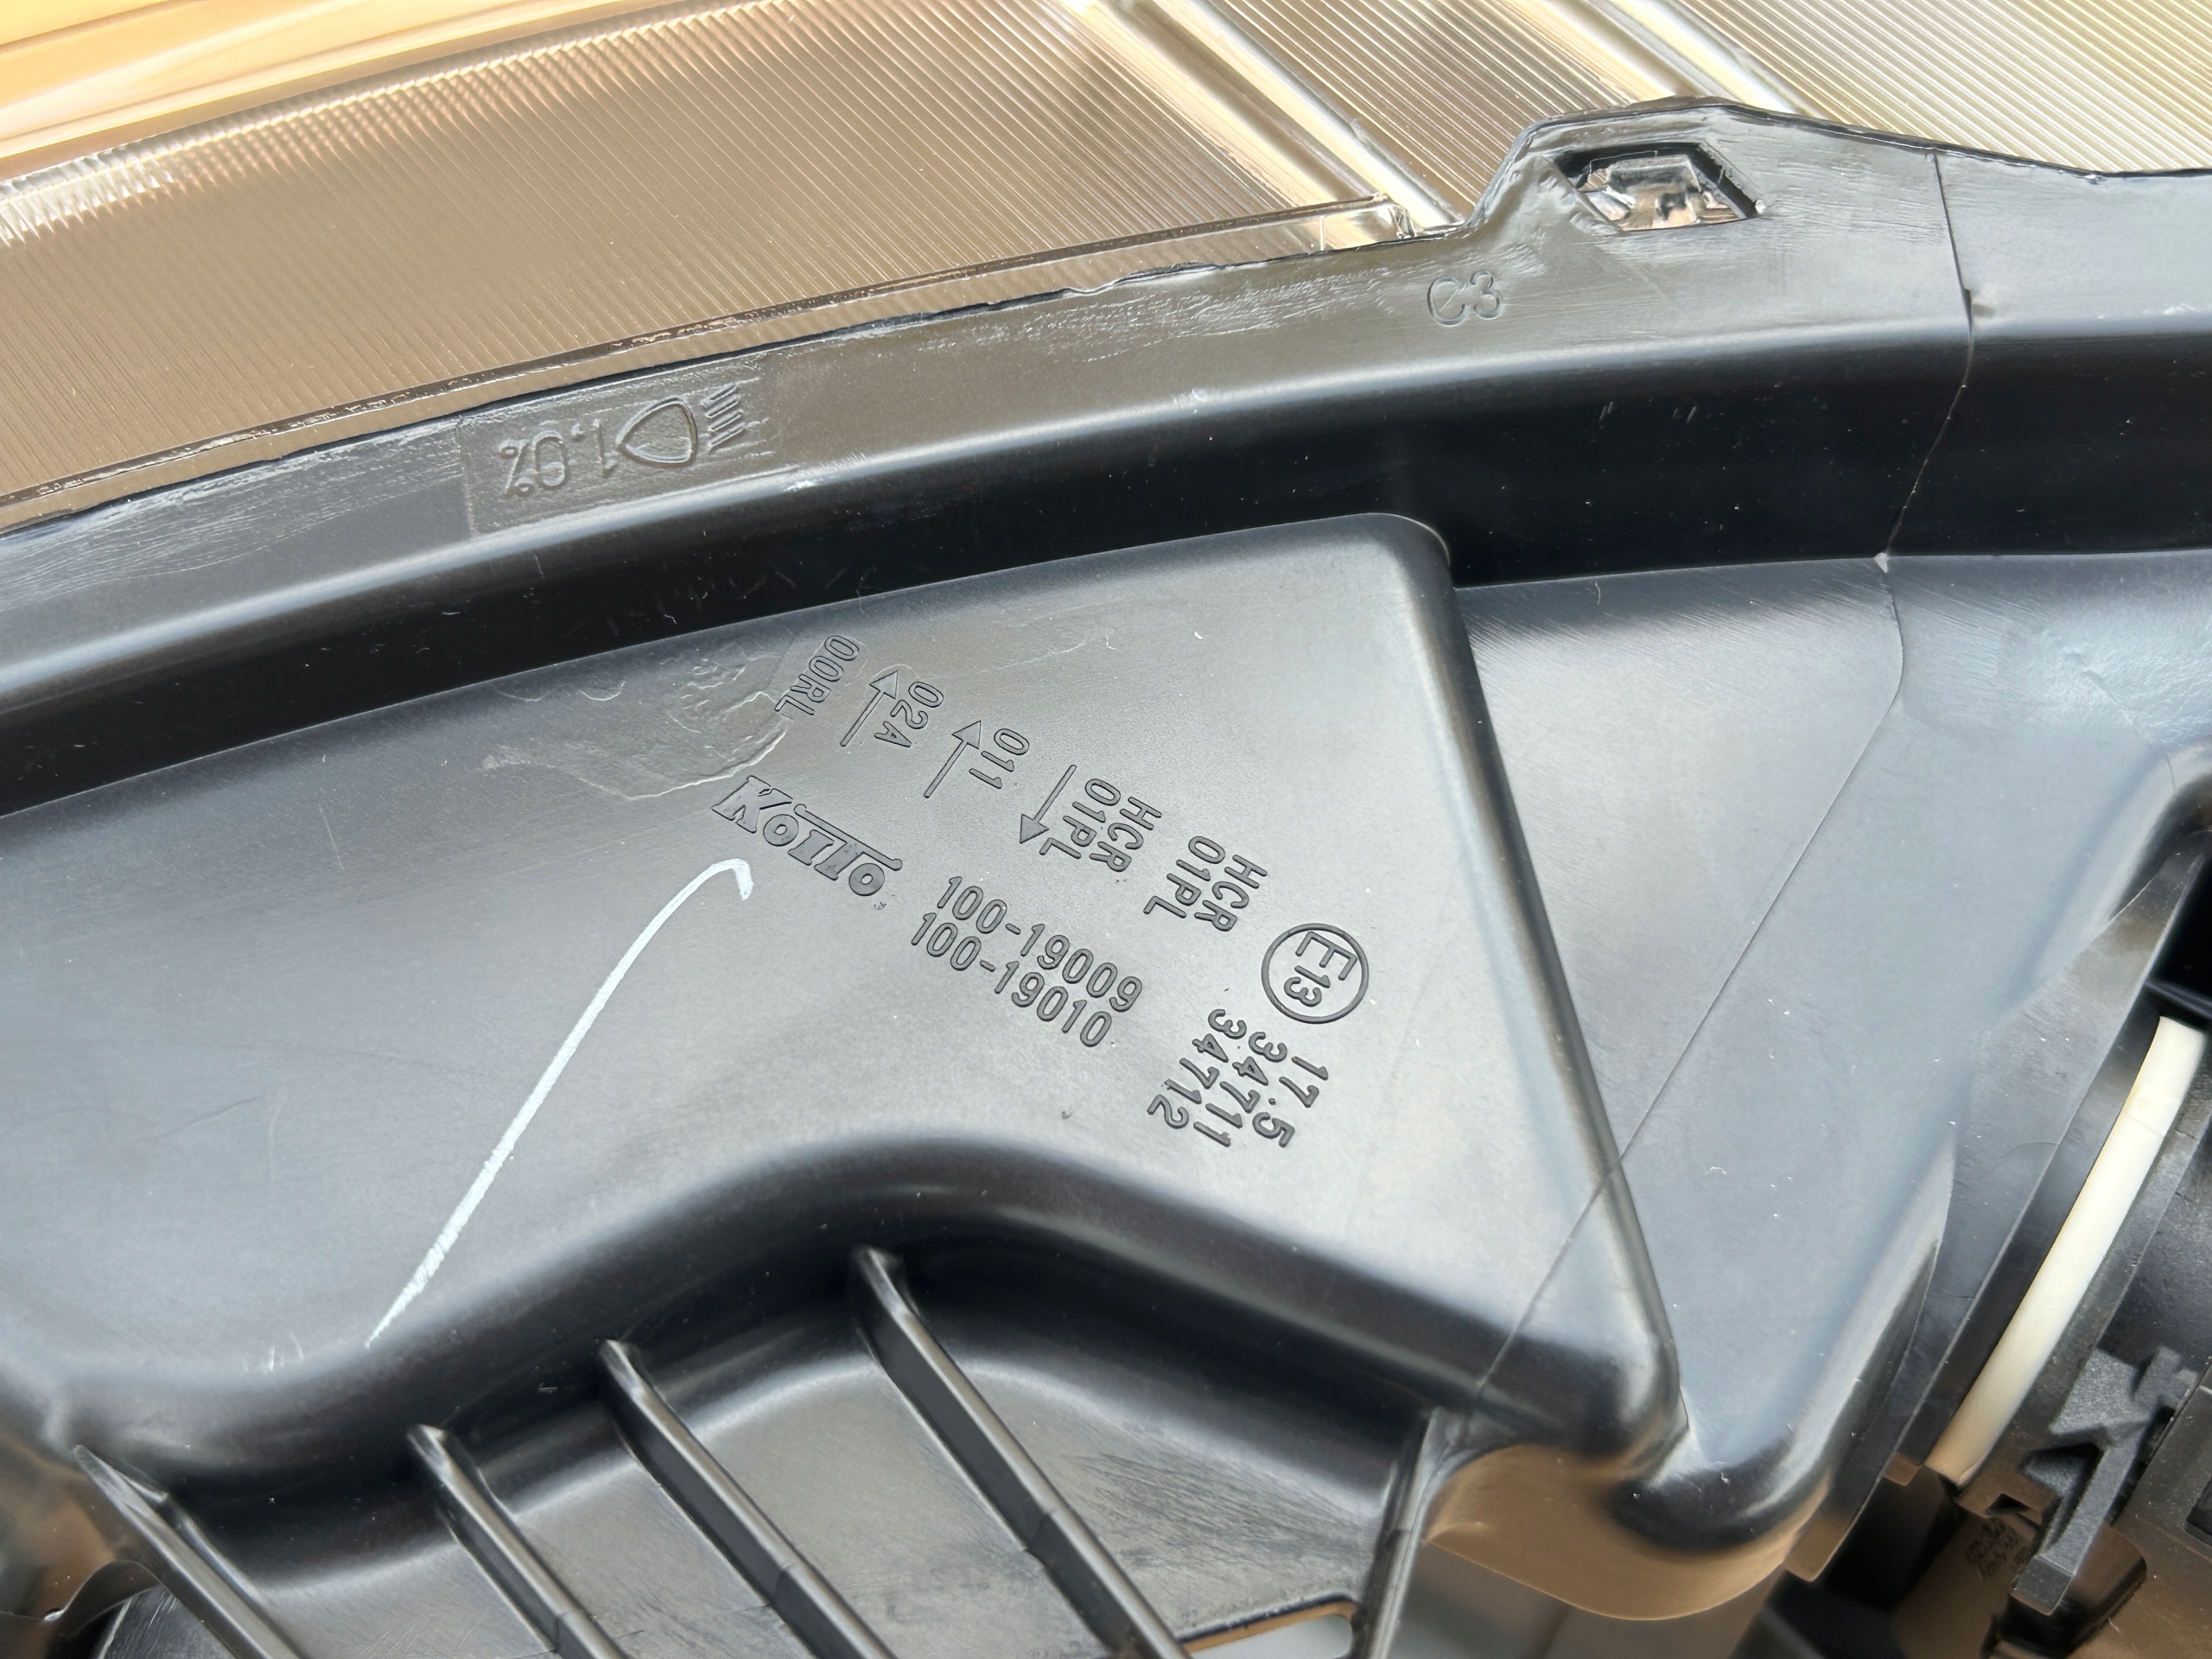 C3
1,0%
00RL
02A
011
HCR HCR
01PL 01PL
E13
17.5
34711
34712
KOITO
100-19009
100-19010